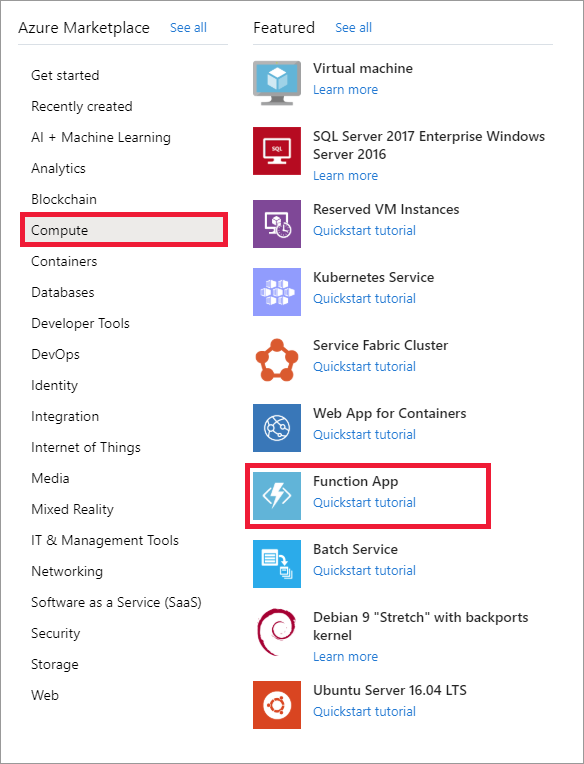 Azure Marketplace See all
Get started
Recently created
AI + Machine Learning
Analytics
Blockchain
Compute
Containers
Databases
Developer Tools
DevOps
Identity
Integration
Internet of Things
Media
Mixed Reality
IT & Management Tools
Networking
Software as a Service (SaaS)
Security
Storage
Web
Featured See all
Virtual machine
Learn more
SQL
SQL Server 2017 Enterprise Windows
Server 2016
Learn more
Reserved VM Instances
Quickstart tutorial
Kubernetes Service
Quickstart tutorial
Service Fabric Cluster
Quickstart tutorial
Web App for Containers
Quickstart tutorial
Function App
Quickstart tutorial
Batch Service
Quickstart tutorial
Debian 9 "Stretch" with backports
kernel
Learn more
Ubuntu Server 16.04 LTS
Quickstart tutorial